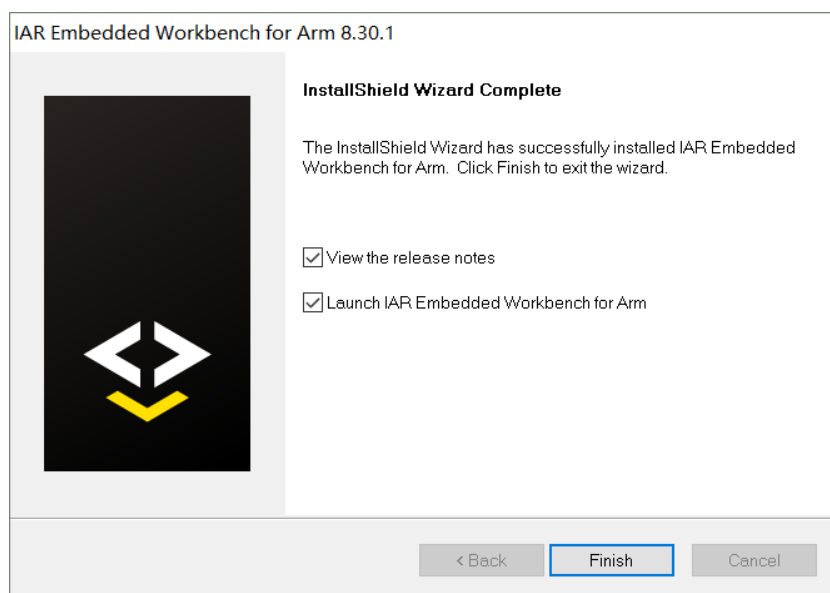 IAR Embedded Workbench for Arm 8.30.1
InstallShield Wizard Complete
The InstallShield Wizard has successfully installed IAR Embedded
Workbench for Arm. Click Finish to exit the wizard.
View the release notes
Launch IAR Embedded Workbench for Arm
< Back Finish Cancel